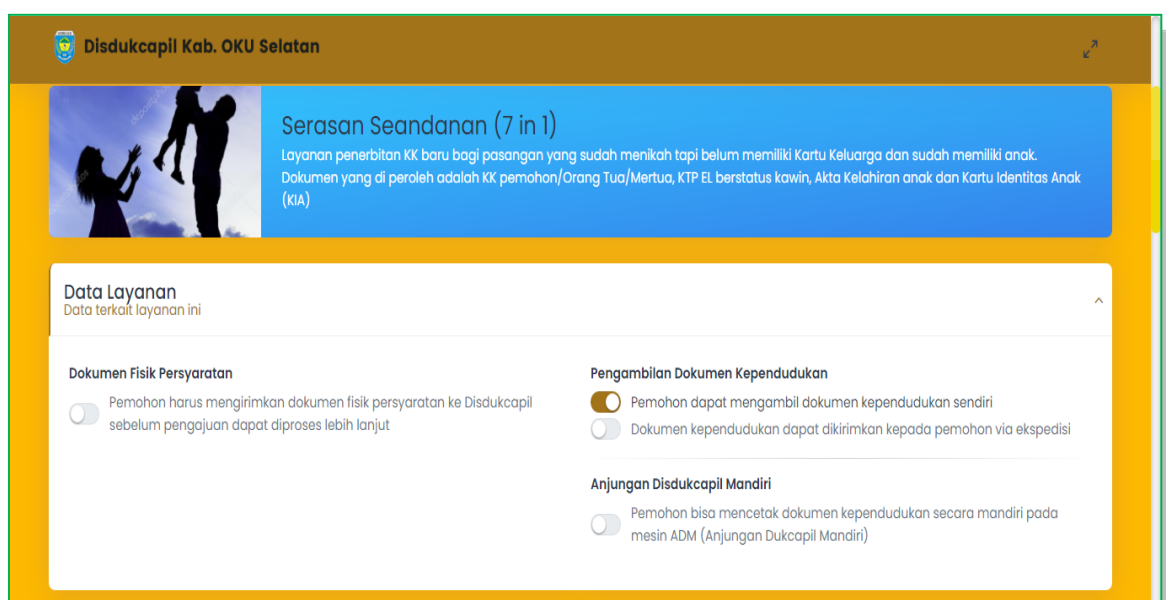 Disdukcapil Kab. OKU Selatan
Serasan Seandanan (7 in 1)
Layanan penerbitan KK baru bagi pasangan yang sudah menikah tapi belum memiliki Kartu Keluarga dan sudah memiliki anak.
Dokumen yang di peroleh adalah KK pemohon/Orang Tua/Mertua, KTP EL berstatus kawin, Akta Kelahiran anak dan Kartu Identitas Anak
(KIA)
Data Layanan
Data terkait layanan ini
Dokumen Fisik Persyaratan
Pemohon harus mengirimkan dokumen fisik persyaratan ke Disdukcapil
sebelum pengajuan dapat diproses lebih lanjut
Pengambilan Dokumen Kependudukan
Pemohon dapat mengambil dokumen kependudukan sendiri
Dokumen kependudukan dapat dikirimkan kepada pemohon via ekspedisi
Anjungan Disdukcapil Mandiri
Pemohon bisa mencetak dokumen kependudukan secara mandiri pada
mesin ADM (Anjungan Dukcapil Mandiri)